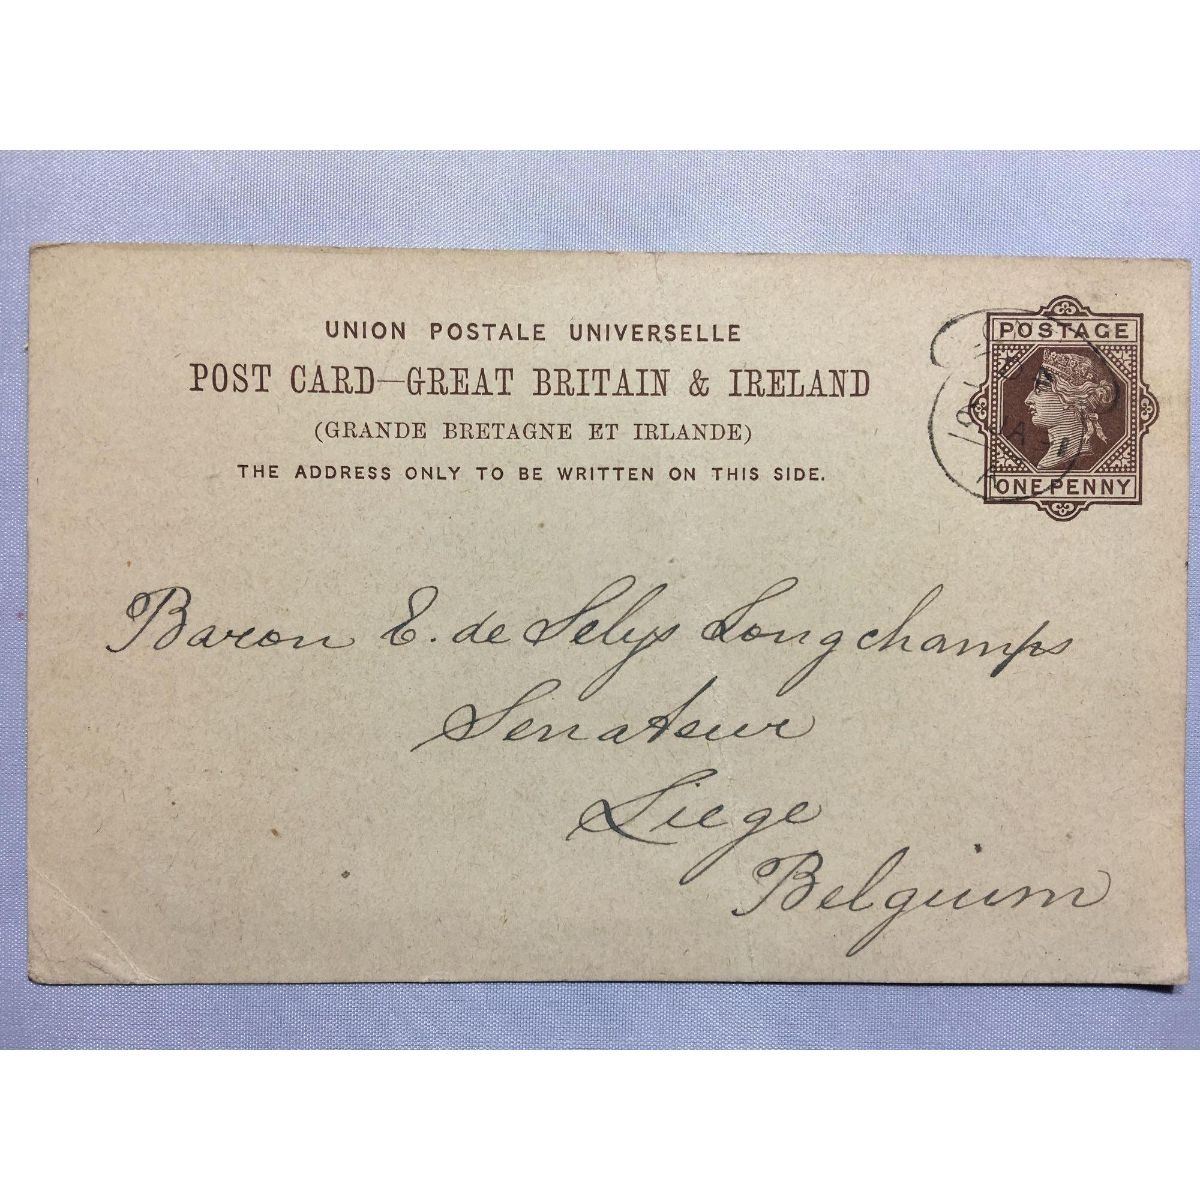 UNION POSTALE UNIVERSELLE
POST CARD—GREAT BRITAIN & IRELAND
(GRANDE BRETAGNE ET IRLANDE)
THE ADDRESS ONLY TO BE WRITTEN ON THIS SIDE.
POSTAGE
ONE PENNY
Baron E. de Selys Longchamps
Senateur
Liege
Belgium